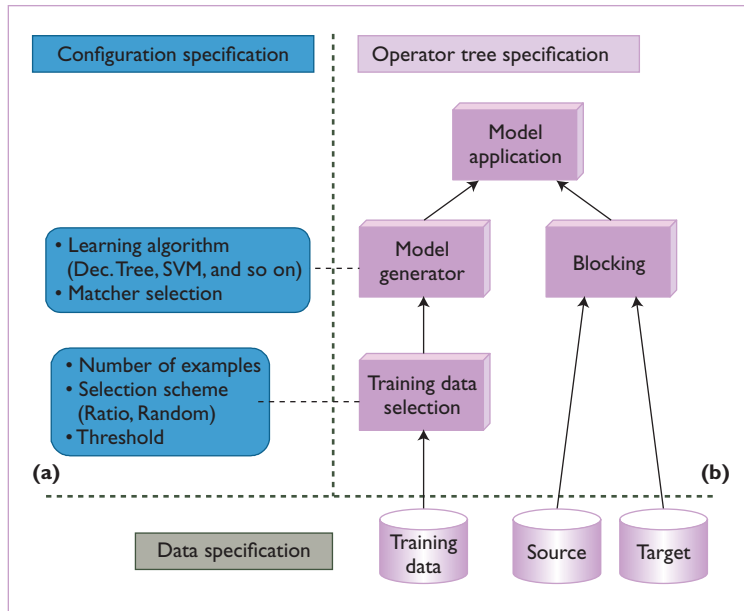 Configuration specification
Operator tree specification
Model
application
• Learning algorithm
(Dec. Tree, SVM, and so on)
• Matcher selection
Model
generator
Blocking
• Number of examples
• Selection scheme
(Ratio, Random)
• Threshold
Training data
selection
(a)
(b)
Data specification
Training
data
Source
Target